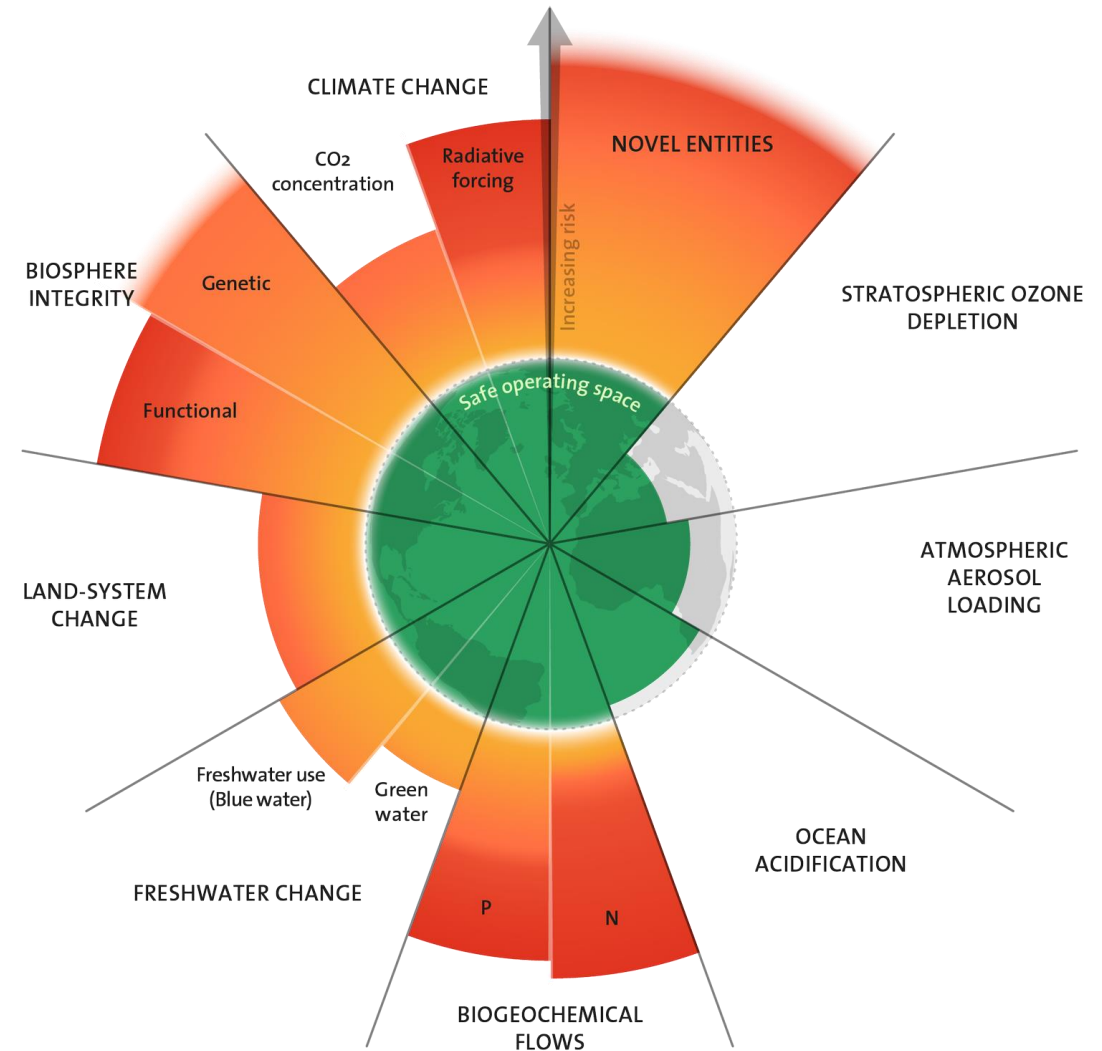 CLIMATE CHANGE
CO2
concentration
Radiative
forcing
NOVEL ENTITIES
Increasing risk
BIOSPHERE
INTEGRITY
Genetic
Functional
STRATOSPHERIC OZONE
DEPLETION
Safe operating space
ATMOSPHERIC
AEROSOL
LOADING
LAND-SYSTEM
CHANGE
Freshwater use
(Blue water)
Green
water
FRESHWATER CHANGE
OCEAN
ACIDIFICATION
P
N
BIOGEOCHEMICAL
FLOWS